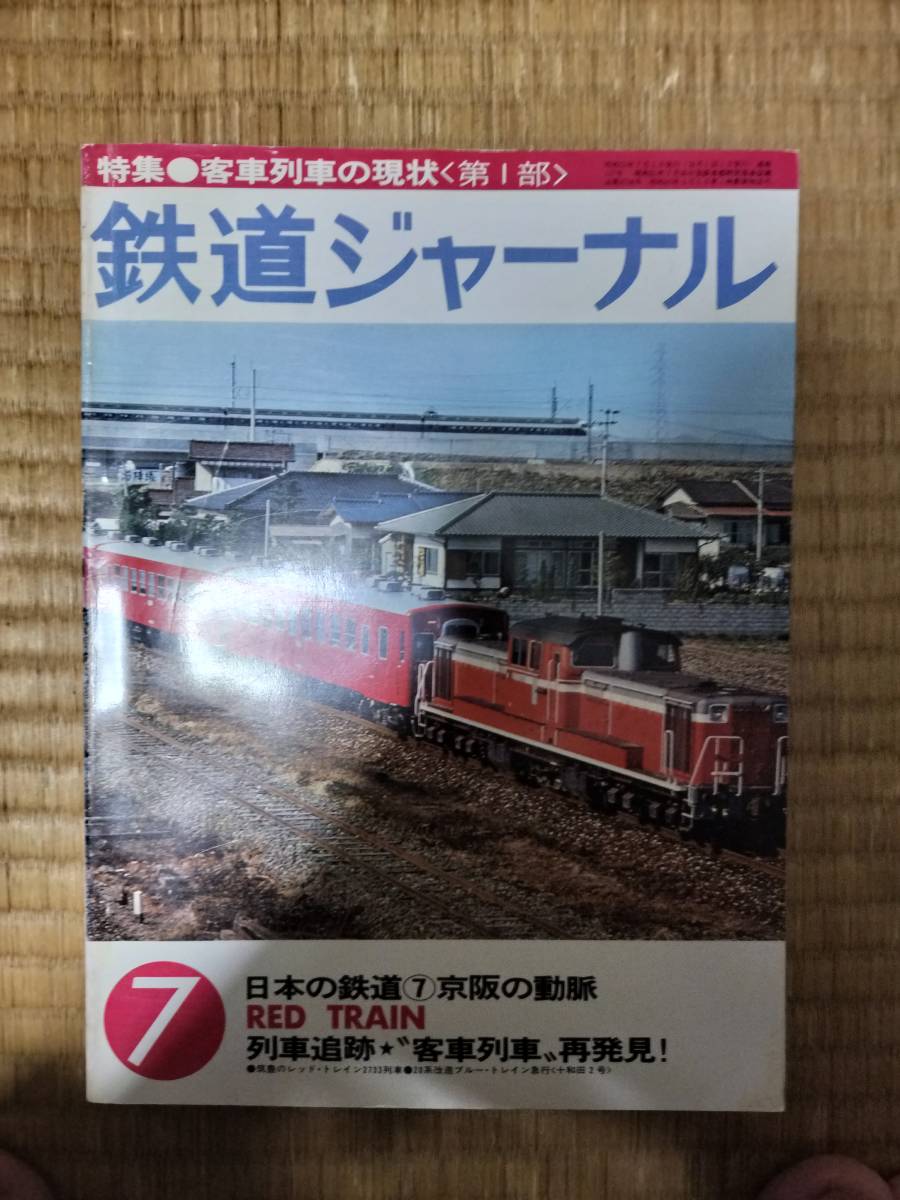 特集●客車列車の現状〈第1部〉
鉄道ジャーナル
7
日本の鉄道⑦京阪の動脈
RED TRAIN
列車追跡★〝客車列車〟再発見!
●筑豊のレッド・トレイン2733列車●20系改造ブルー・トレイン急行〈十和田2号〉